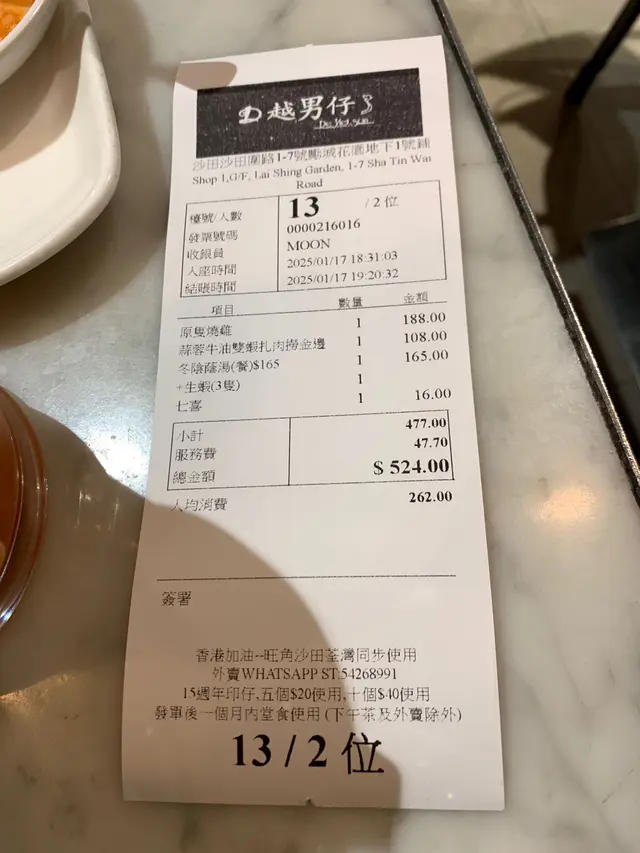 越男仔
沙田沙田圍路1-7號麗城花園地下1號鋪
Shop 1,G/F, Lai Shing Garden, 1-7 Sha Tin Wai
Road
檯號/人數 13 / 2 位
發票號碼 0000216016
收銀員 MOON
入座時間 2025/01/17 18:31:03
結賬時間 2025/01/17 19:20:32
項目 數量 金額
原隻燒雞 1 188.00
蒜蓉牛油雙蝦扎肉撈金邊 1 108.00
冬陰蔭湯(餐)$165 1 165.00
+生蝦(3隻) 1
七喜 1 16.00
小計 477.00
服務費 47.70
總金額 $ 524.00
人均消費 262.00
簽署
香港加油--旺角沙田荃灣同步使用
外賣WHATSAPP ST:54268991
15週年印仔,五個$20使用,十個$40使用
發單後一個月內堂食使用 (下午茶及外賣除外)
13 / 2 位